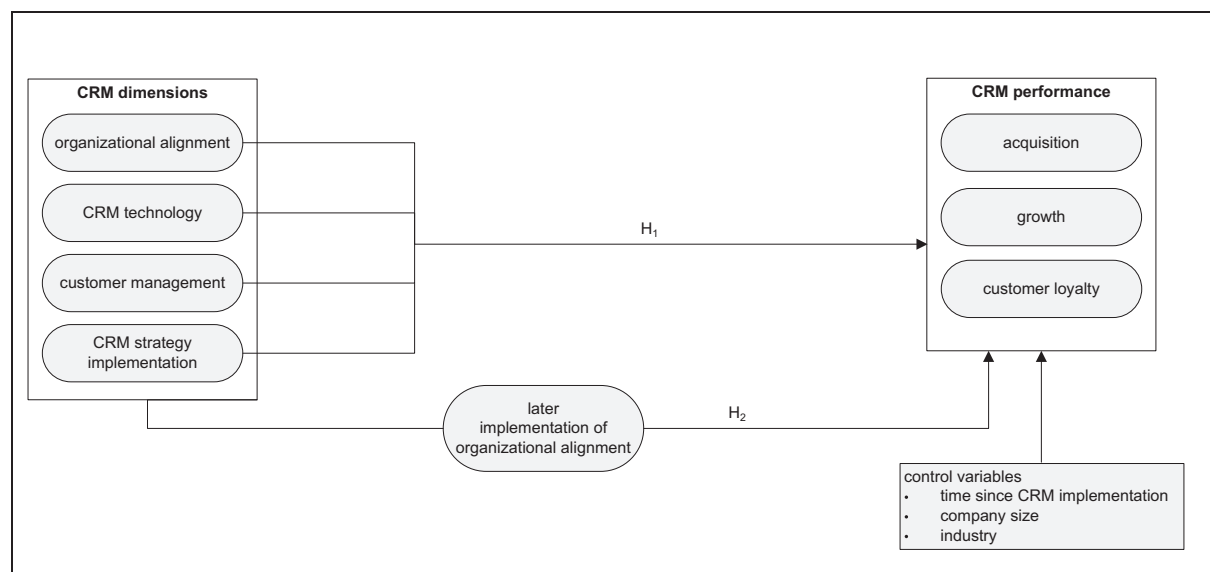 CRM dimensions
organizational alignment
CRM technology
customer management
CRM strategy
implementation
H₁
CRM performance
acquisition
growth
customer loyalty
later
implementation of
organizational alignment
H₂
control variables
• time since CRM implementation
• company size
• industry